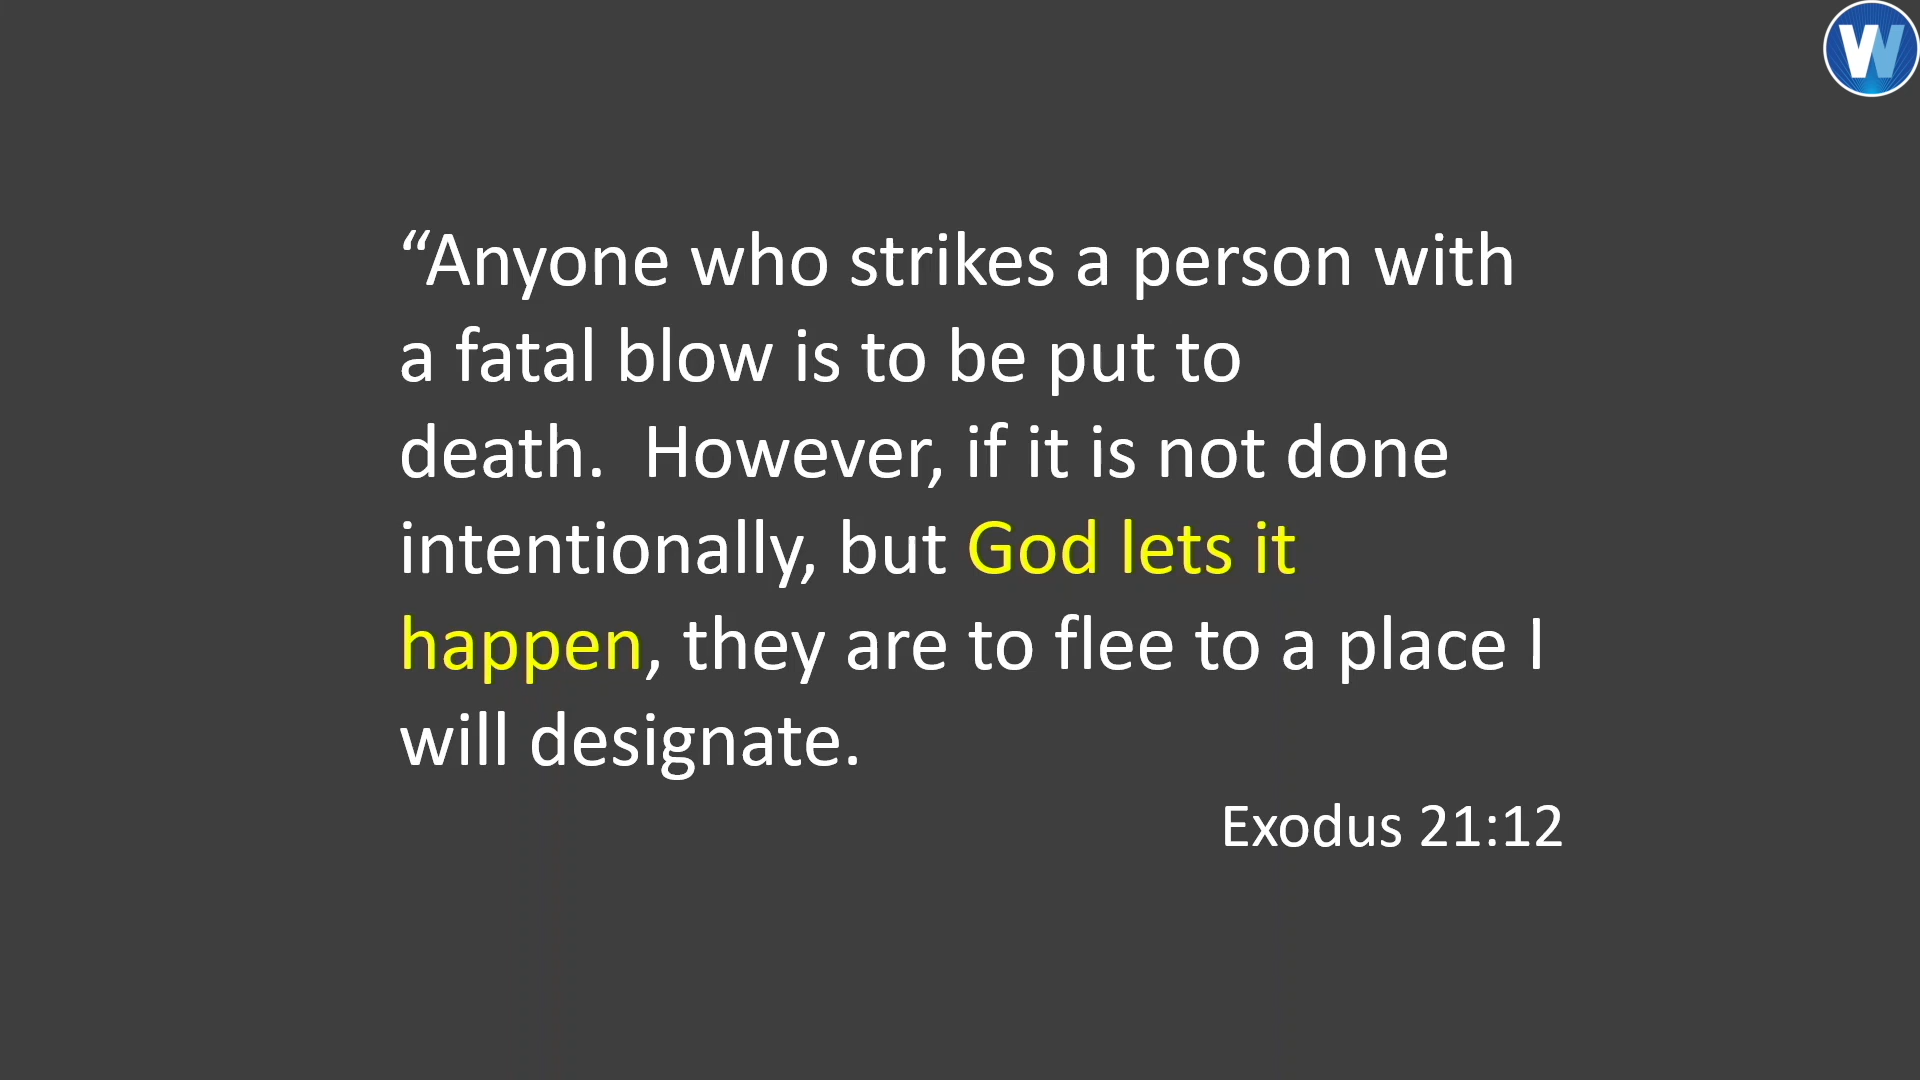 W
“Anyone who strikes a person with
a fatal blow is to be put to
death.  However, if it is not done
intentionally, but God lets it
happen, they are to flee to a place I
will designate.
Exodus 21:12